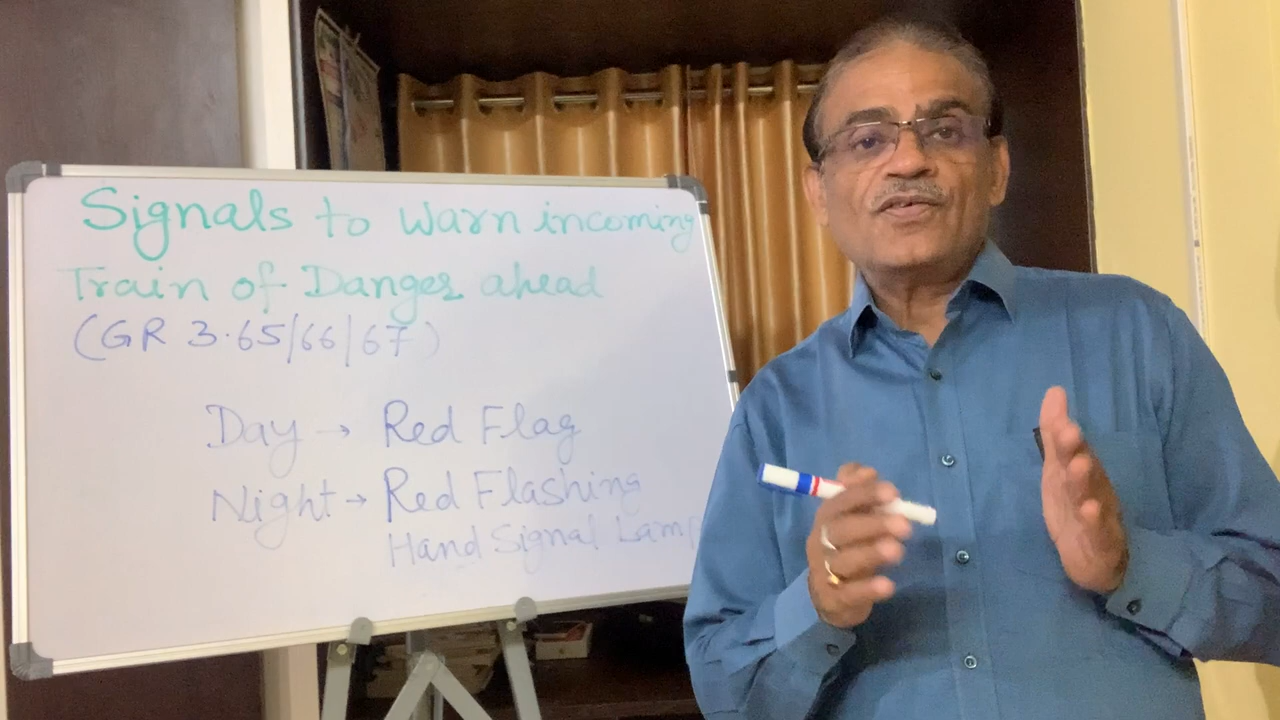 Signals to warn incoming
Train of Danger ahead
(GR 3.65/66/67)
Day → Red Flag
Night → Red Flashing
Hand Signal Lamp